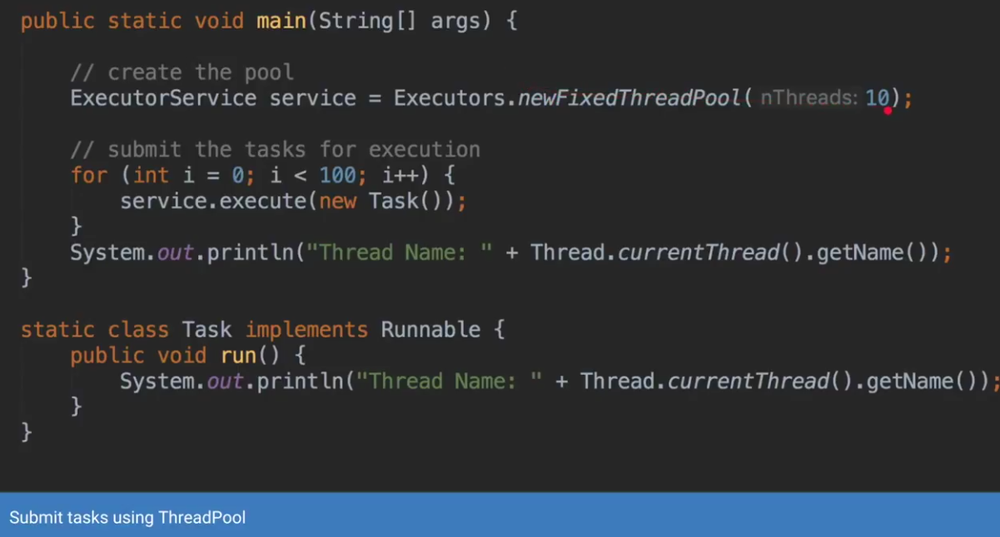 public static void main(String[] args) {
// create the pool
ExecutorService service = Executors.newFixedThreadPool( nThreads: 10);
// submit the tasks for execution
for (int i = 0; i < 100; i++) {
service.execute(new Task());
}
System.out.println("Thread Name: " + Thread.currentThread().getName());
}
static class Task implements Runnable {
public void run() {
System.out.println("Thread Name: " + Thread.currentThread().getName());
}
}
Submit tasks using ThreadPool